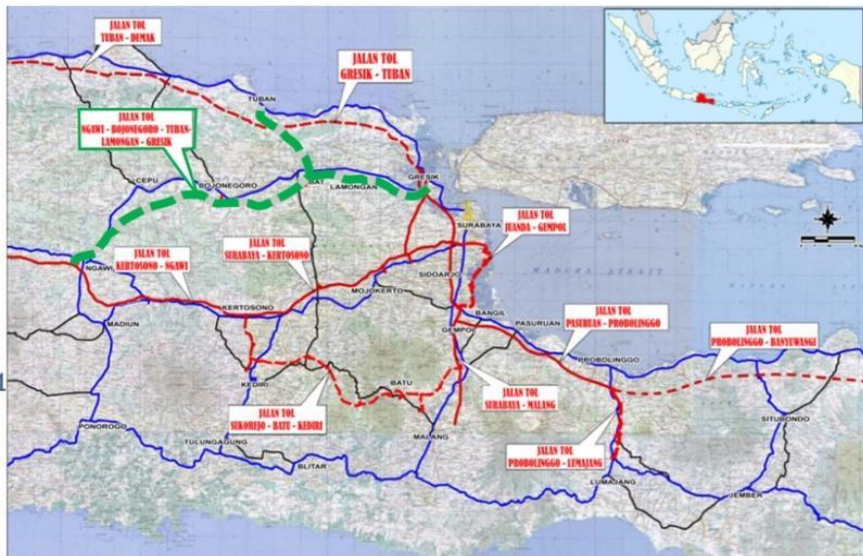 JALAN TOL
TUBAN - DEMAK
JALAN TOL
GRESIK - TUBAN
TUBAN
JALAN TOL
NGAWI - BOJONEGORO - TUBAN-
LAMONGAN - GRESIK
CEPU
BOJONEGORO
BAT
LAMONGAN
GRESIK
SURABAYA
JALAN TOL
JUANDA - GEMPOL
JALAN TOL
SURABAYA - KERTOSONO
JALAN TOL
KERTOSONO - NGAWI
NGAWI
SIDOARJO
MADURA STRAIT
MOJOKERTO
KERTOSONO
MADIUN
BANGIL
GEMPOL
PASURUAN
JALAN TOL
PASURUAN - PROBOLINGGO
JALAN TOL
PROBOLINGGO - BANYUWANGI
PROBOLINGGO
KEDIRI
BATU
JALAN TOL
SURABAYA - MALANG
JALAN TOL
SUKOREJO - BATU - KEDIRI
SITUBONDO
PONOROGO
TULUNGAGUNG
MALANG
JALAN TOL
PROBOLINGGO - LUMAJANG
BLITAR
LUMAJANG
JEMBER